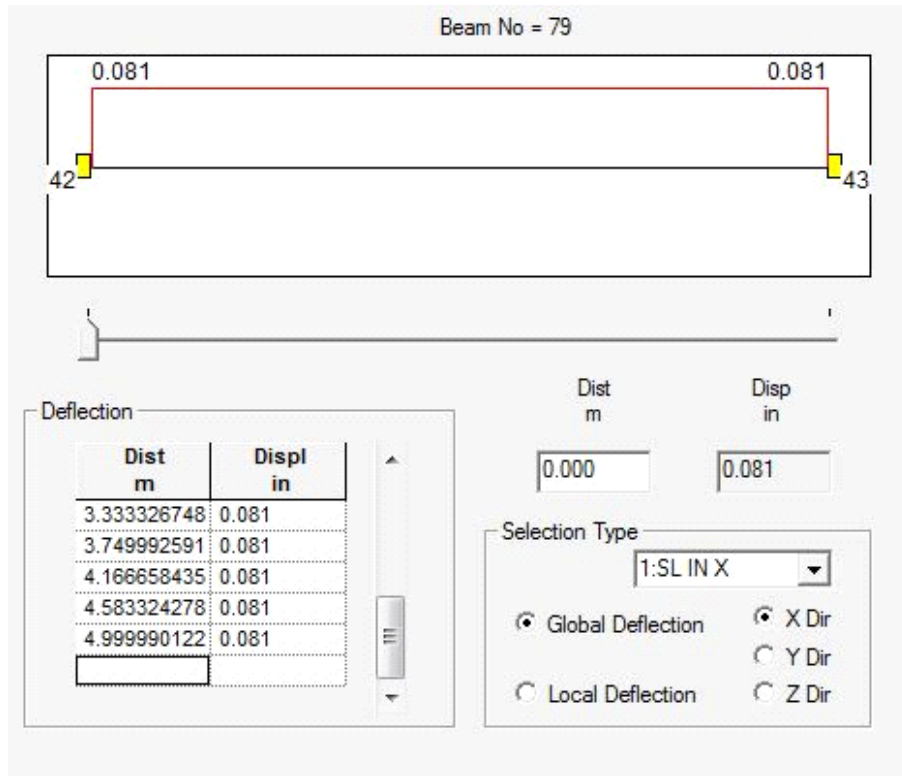 Beam No = 79
0.081 0.081
42 43
Dist Disp
m in
0.000 0.081
Deflection
Dist Displ
m in
3.333326748 0.081
3.749992591 0.081
4.166658435 0.081
4.583324278 0.081
4.999990122 0.081
Selection Type
1:SL IN X
Global Deflection X Dir
Y Dir
Local Deflection Z Dir